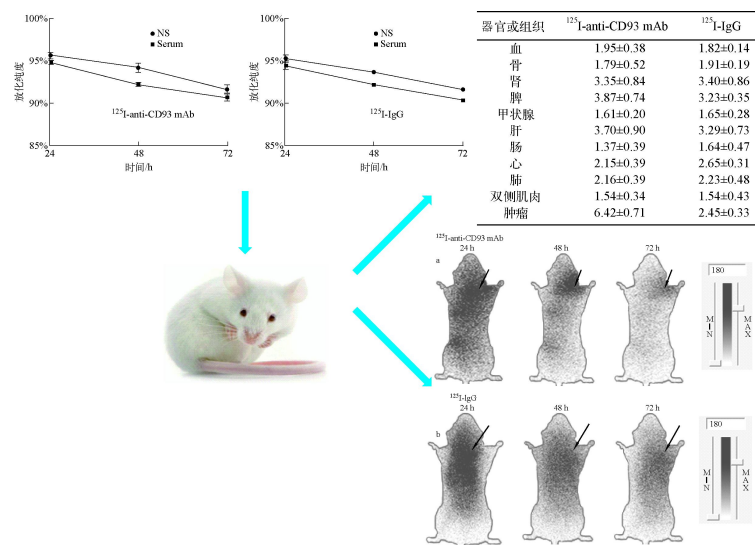 100%
95%
90%
85%
放化纯度
NS
Serum
¹²⁵I-anti-CD93 mAb
24
48
72
时间/h
100%
95%
90%
85%
放化纯度
NS
Serum
¹²⁵I-IgG
24
48
72
时间/h
器官或组织 ¹²⁵I-anti-CD93 mAb ¹²⁵I-IgG
血 1.95±0.38 1.82±0.14
骨 1.79±0.52 1.91±0.19
肾 3.35±0.84 3.40±0.86
脾 3.87±0.74 3.23±0.35
甲状腺 1.61±0.20 1.65±0.28
肝 3.70±0.90 3.29±0.73
肠 1.37±0.39 1.64±0.47
心 2.15±0.39 2.65±0.31
肺 2.16±0.39 2.23±0.48
双侧肌肉 1.54±0.34 1.54±0.43
肿瘤 6.42±0.71 2.45±0.33
¹²⁵I-anti-CD93 mAb
a 24 h 48 h 72 h
180
MIN
MAX
¹²⁵I-IgG
b 24 h 48 h 72 h
180
MIN
MAX